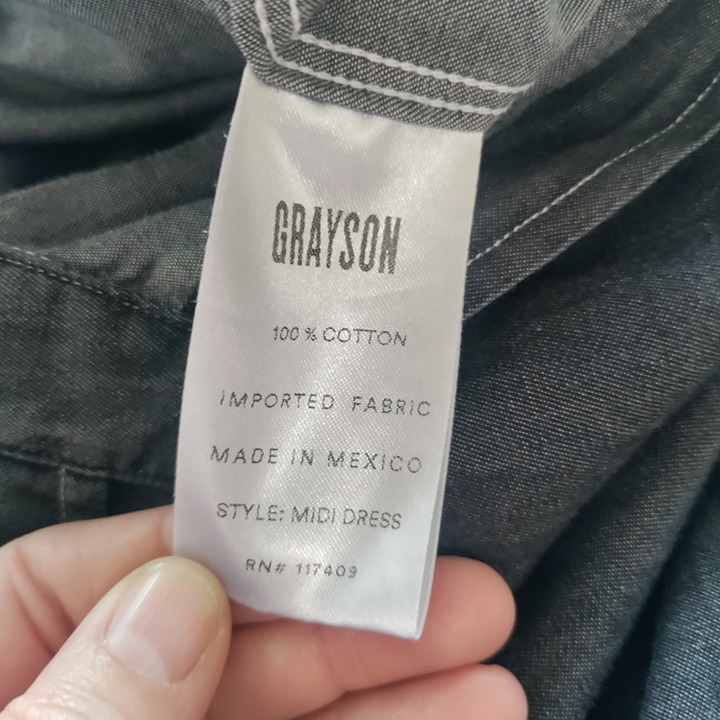 GRAYSON
100 % COTTON
IMPORTED FABRIC
MADE IN MEXICO
STYLE: MIDI DRESS
RN# 117409